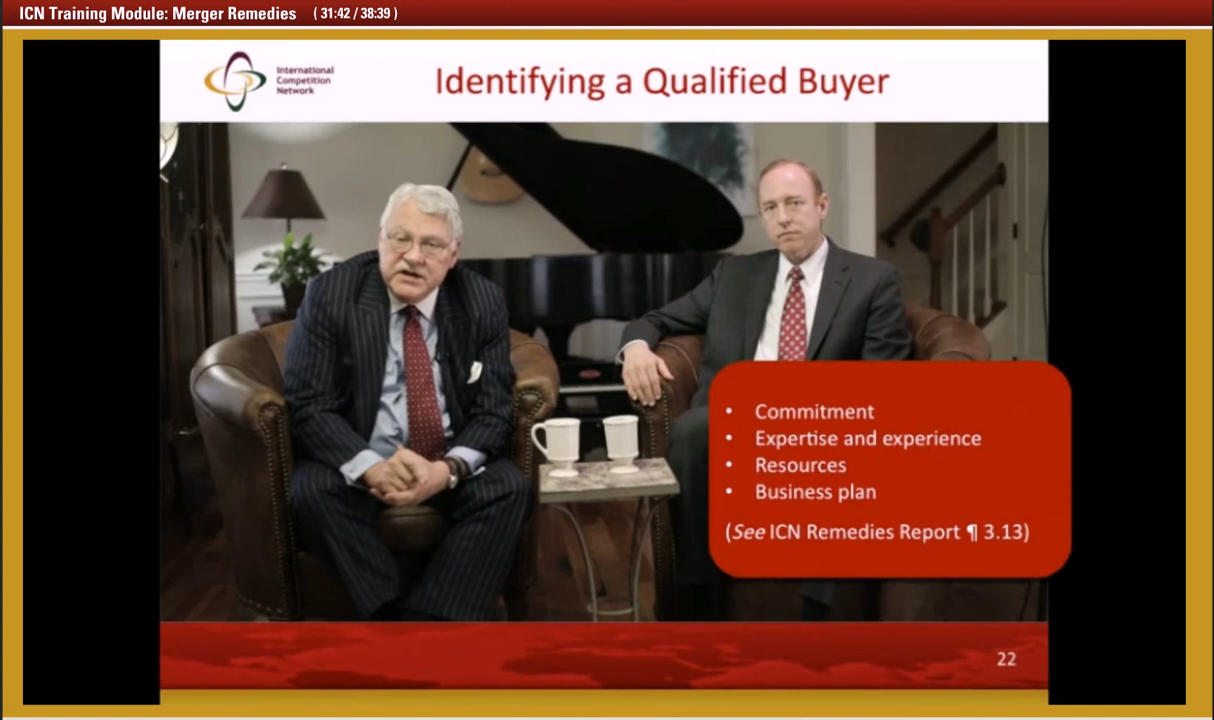 ICN Training Module: Merger Remedies ( 31:42 / 38:39 )
International
Competition
Network
Identifying a Qualified Buyer
• Commitment
• Expertise and experience
• Resources
• Business plan
(See ICN Remedies Report ¶ 3.13)
22